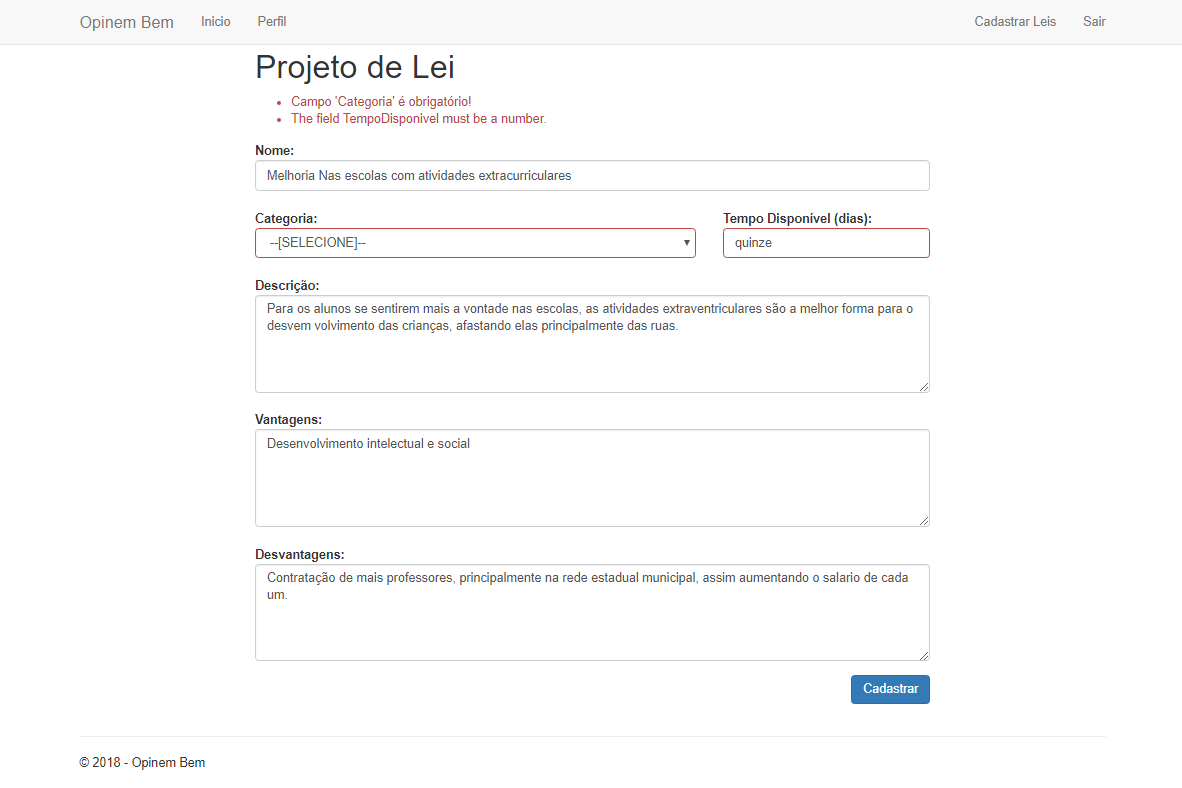 Opinem Bem Inicio Perfil Cadastrar Leis Sair
Projeto de Lei
Campo 'Categoria' é obrigatório!
The field TempoDisponivel must be a number.
Nome:
Melhoria Nas escolas com atividades extracurriculares
Categoria: Tempo Disponível (dias):
--[SELECIONE]-- quinze
Descrição:
Para os alunos se sentirem mais a vontade nas escolas, as atividades extraventriculares são a melhor forma para o
desvem volvimento das crianças, afastando elas principalmente das ruas.
Vantagens:
Desenvolvimento intelectual e social
Desvantagens:
Contratação de mais professores, principalmente na rede estadual municipal, assim aumentando o salario de cada
um.
Cadastrar
© 2018 - Opinem Bem